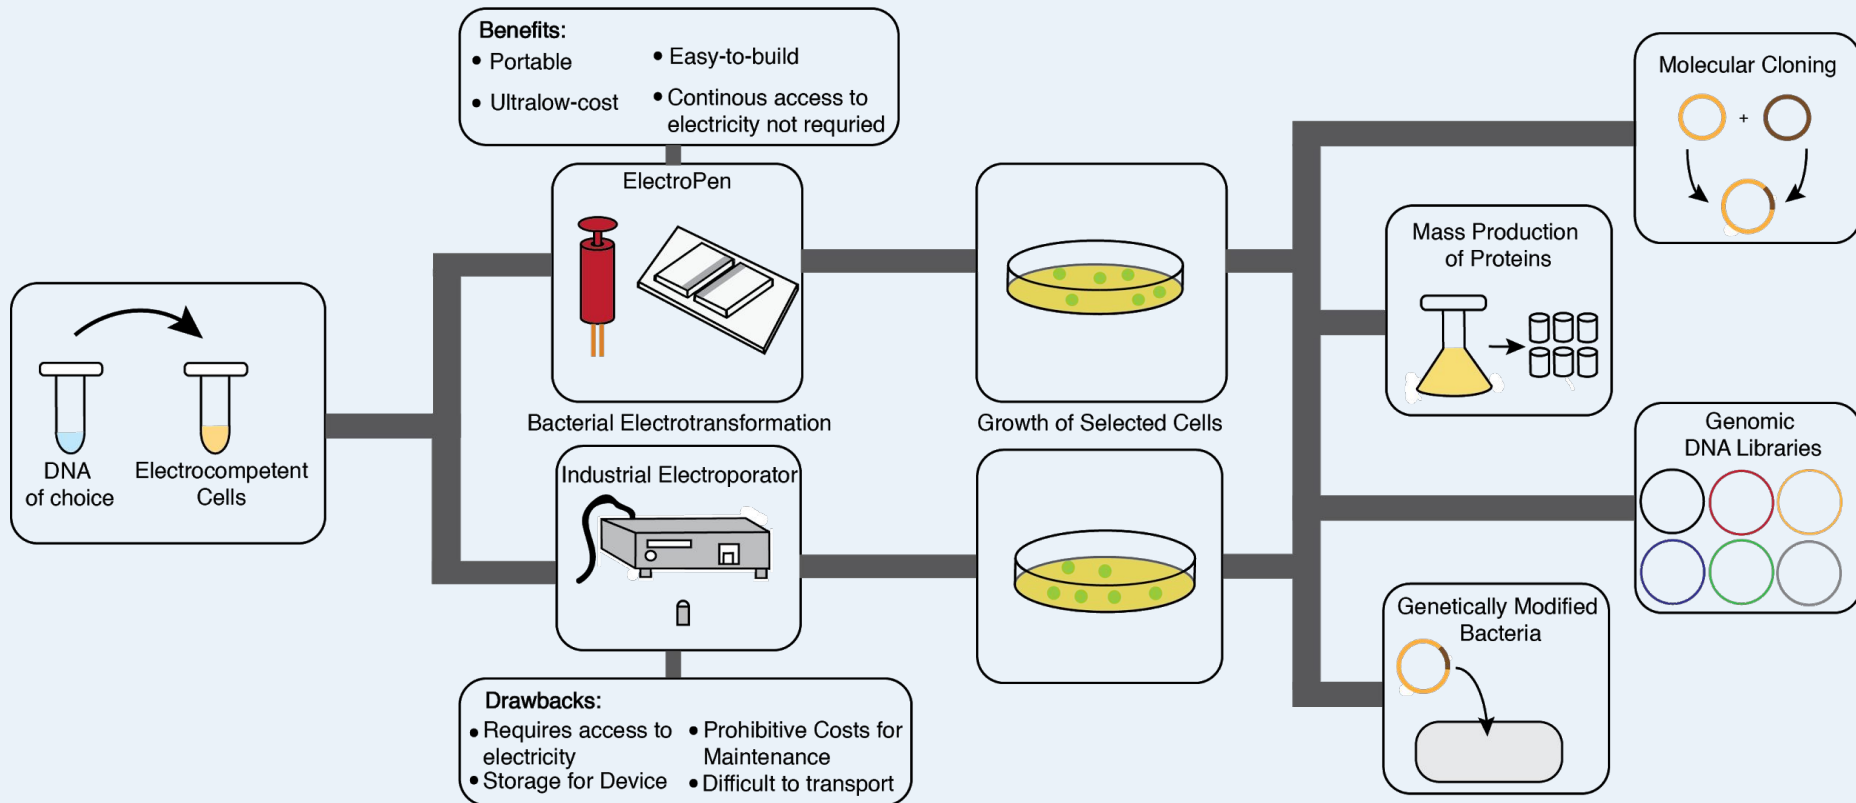 Benefits:
• Portable
• Ultralow-cost
• Easy-to-build
• Continous access to
electricity not requried
ElectroPen
Bacterial Electrotransformation
Industrial Electroporator
Drawbacks:
• Requires access to
electricity
• Storage for Device
• Prohibitive Costs for
Maintenance
• Difficult to transport
DNA
of choice
Electrocompetent
Cells
Growth of Selected Cells
Molecular Cloning
+
Mass Production
of Proteins
Genomic
DNA Libraries
Genetically Modified
Bacteria